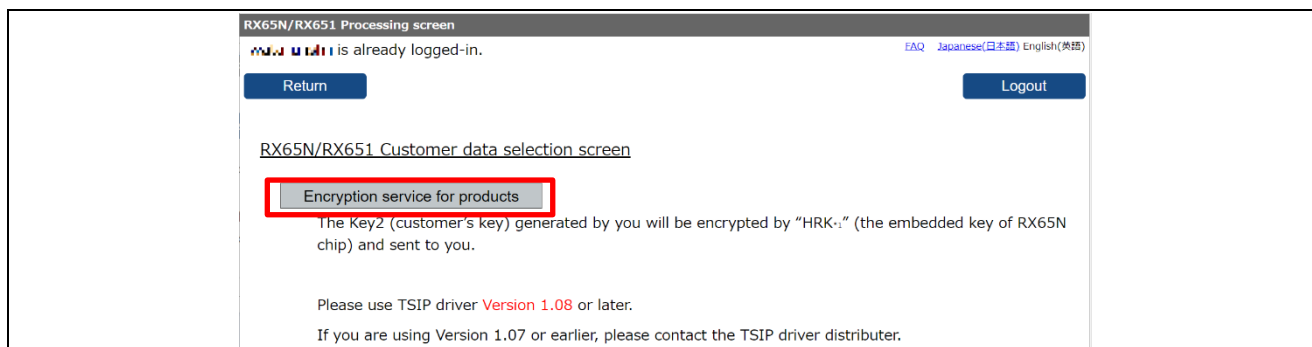 RX65N/RX651 Processing screen
is already logged-in.
FAQ Japanese(日本語) English(英語)
Return
Logout
RX65N/RX651 Customer data selection screen
Encryption service for products
The Key2 (customer's key) generated by you will be encrypted by “HRK*1” (the embedded key of RX65N
chip) and sent to you.
Please use TSIP driver Version 1.08 or later.
If you are using Version 1.07 or earlier, please contact the TSIP driver distributer.